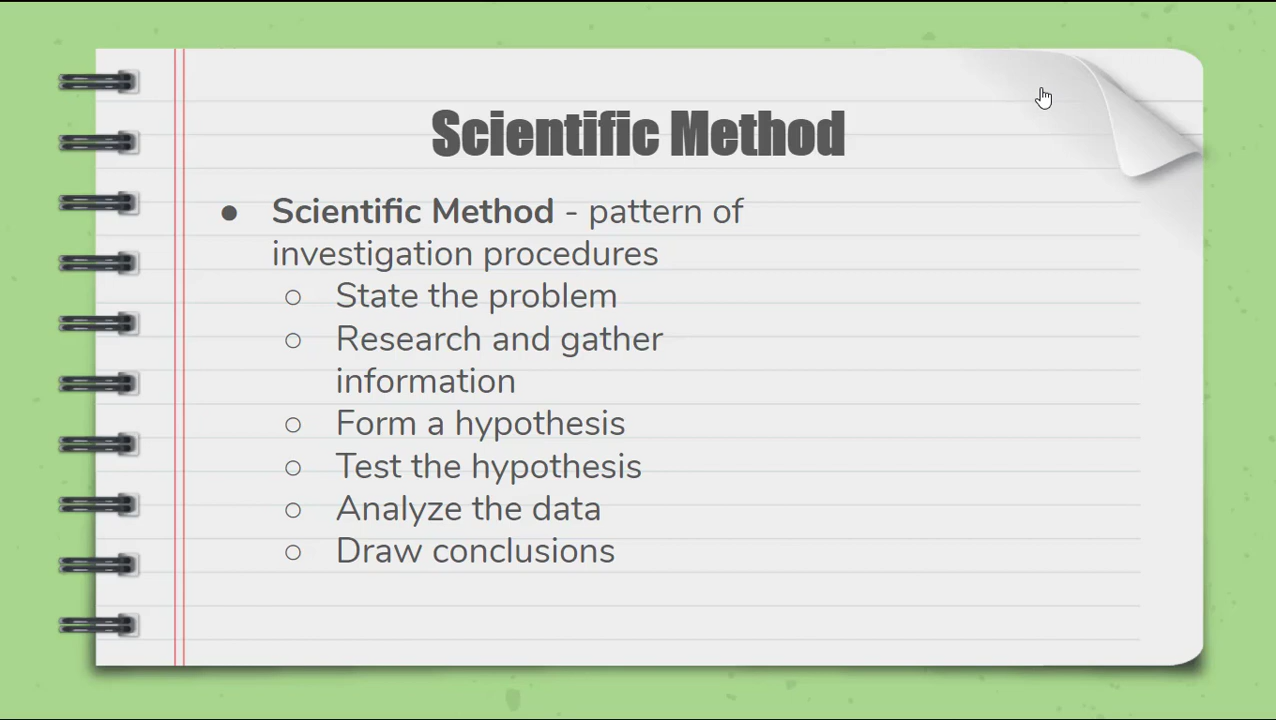 Scientific Method
● Scientific Method - pattern of
investigation procedures
○ State the problem
○ Research and gather
information
○ Form a hypothesis
○ Test the hypothesis
○ Analyze the data
○ Draw conclusions